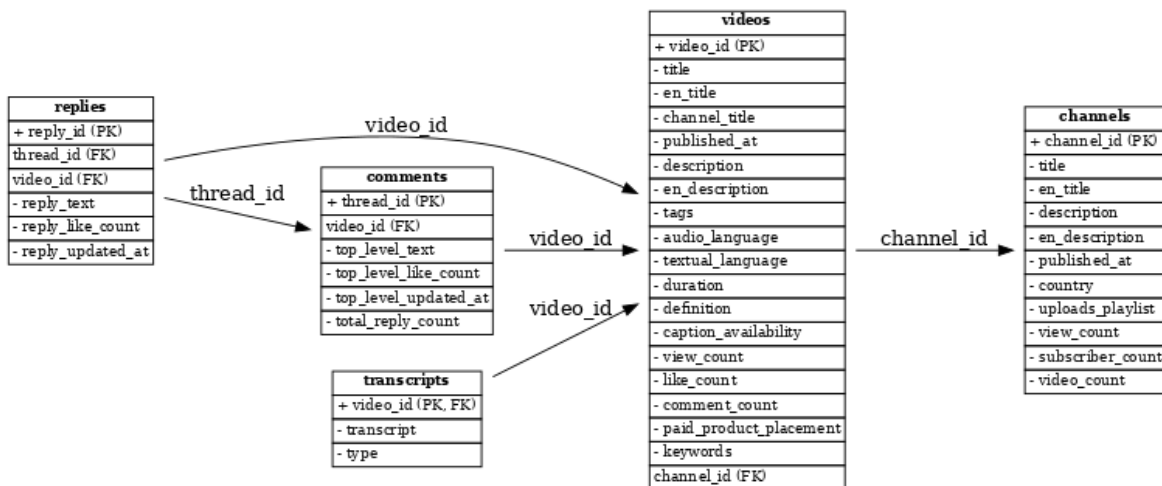 replies
+ reply_id (PK)
thread_id (FK)
video_id (FK)
- reply_text
- reply_like_count
- reply_updated_at
video_id
thread_id
comments
+ thread_id (PK)
video_id (FK)
- top_level_text
- top_level_like_count
- top_level_updated_at
- total_reply_count
video_id
video_id
transcripts
+ video_id (PK, FK)
- transcript
- type
videos
+ video_id (PK)
- title
- en_title
- channel_title
- published_at
- description
- en_description
- tags
- audio_language
- textual_language
- duration
- definition
- caption_availability
- view_count
- like_count
- comment_count
- paid_product_placement
- keywords
channel_id (FK)
channel_id
channels
+ channel_id (PK)
- title
- en_title
- description
- en_description
- published_at
- country
- uploads_playlist
- view_count
- subscriber_count
- video_count